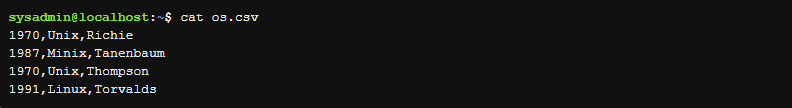 sysadmin@localhost:~$ cat os.csv
1970,Unix,Richie
1987,Minix,Tanenbaum
1970,Unix,Thompson
1991,Linux,Torvalds